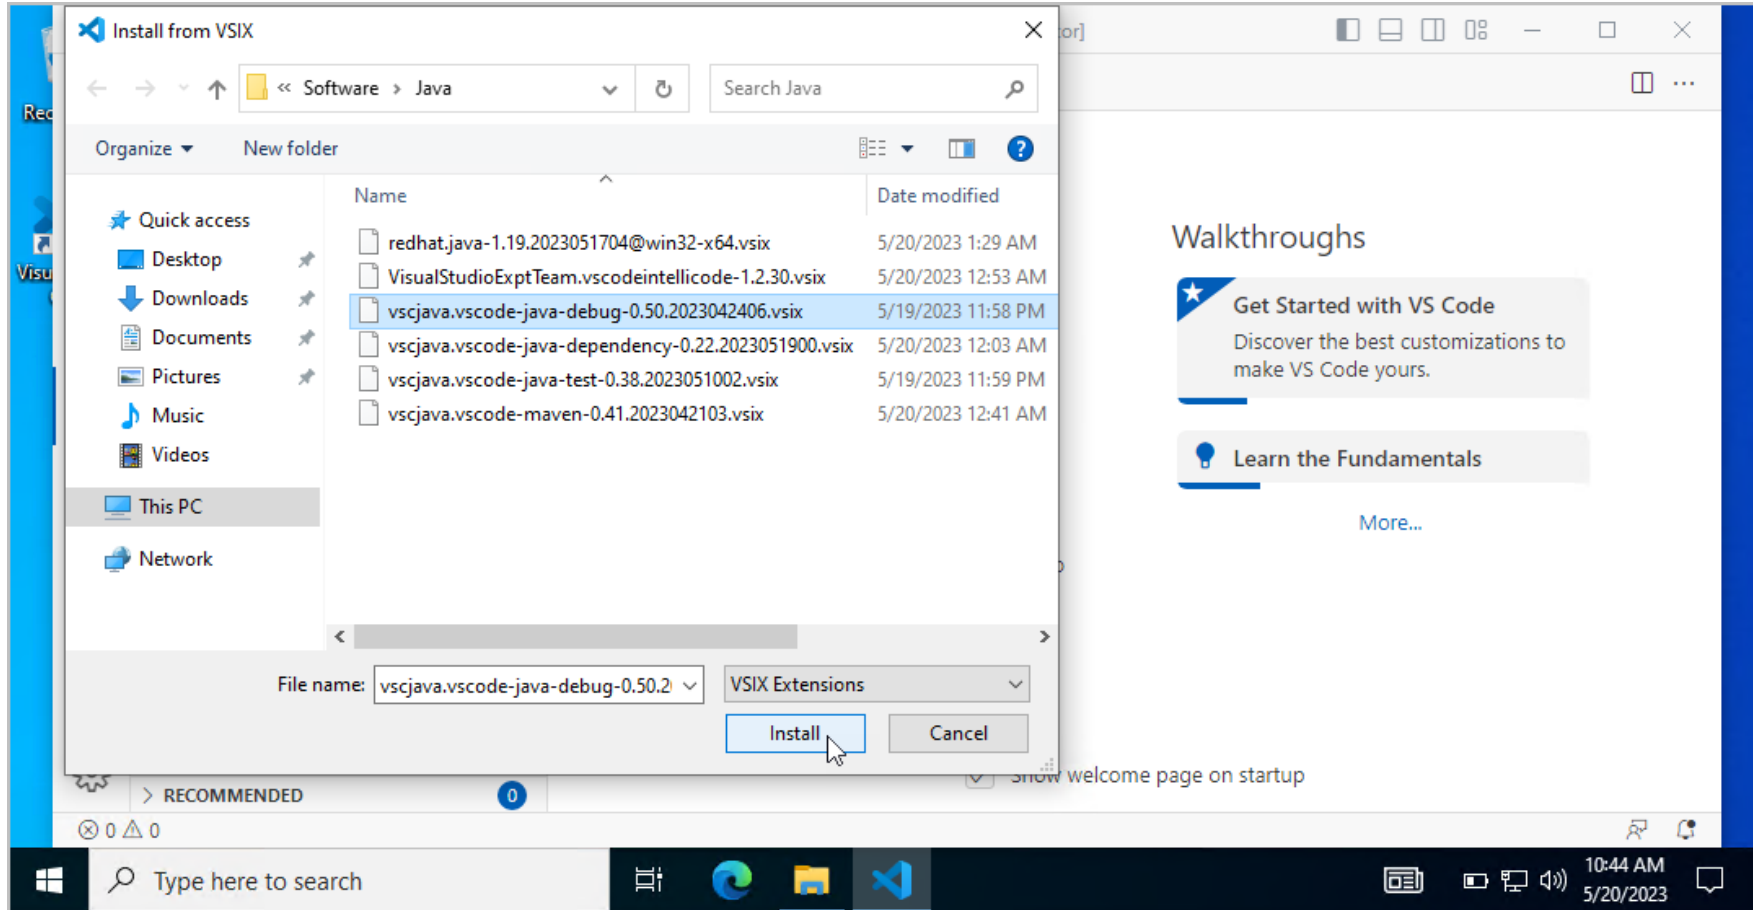 Install from VSIX
or]
« Software > Java
Search Java
Rec
Organize
New folder
Name
Date modified
Quick access
redhat.java-1.19.2023051704@win32-x64.vsix 5/20/2023 1:29 AM
Desktop
VisualStudioExptTeam.vscodeintellicode-1.2.30.vsix 5/20/2023 12:53 AM
Visu
Downloads
vscjava.vscode-java-debug-0.50.2023042406.vsix 5/19/2023 11:58 PM
Documents
vscjava.vscode-java-dependency-0.22.2023051900.vsix 5/20/2023 12:03 AM
Pictures
vscjava.vscode-java-test-0.38.2023051002.vsix 5/19/2023 11:59 PM
Music
vscjava.vscode-maven-0.41.2023042103.vsix 5/20/2023 12:41 AM
Videos
This PC
Network
File name: vscjava.vscode-java-debug-0.50.2
VSIX Extensions
Install
Cancel
Walkthroughs
Get Started with VS Code
Discover the best customizations to
make VS Code yours.
Learn the Fundamentals
More...
Show welcome page on startup
> RECOMMENDED 0
0 0
Type here to search
10:44 AM
5/20/2023